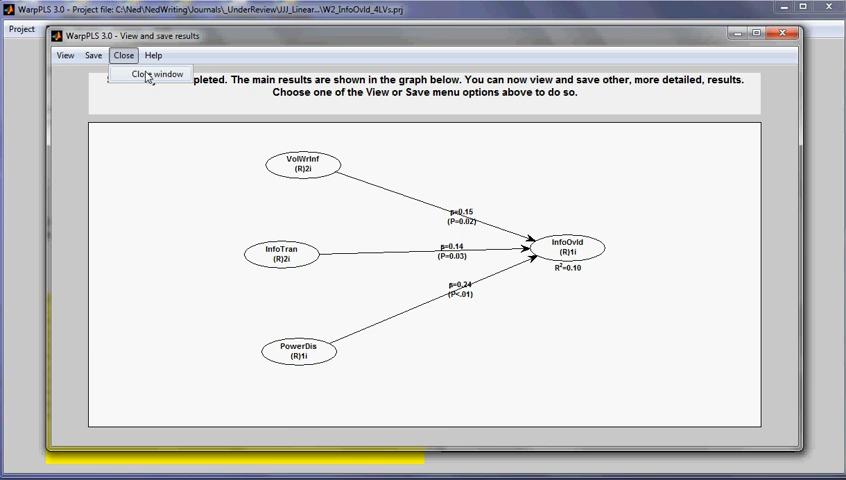 WarpPLS 3.0 - Project file: C:\Ned\NedWriting\Journals\_UnderReview\JJJ_Linear...\W2_InfoOvld_4LVs.prj
Project
WarpPLS 3.0 - View and save results
View Save Close Help
Close window
pleted. The main results are shown in the graph below. You can now view and save other, more detailed, results.
Choose one of the View or Save menu options above to do so.
VolWrInf
(R)2i
β=0.15
(P=0.02)
InfoTran
(R)2i
β=0.14
(P=0.03)
InfoOvld
(R)1i
R²=0.10
β=0.24
(P<.01)
PowerDis
(R)1i